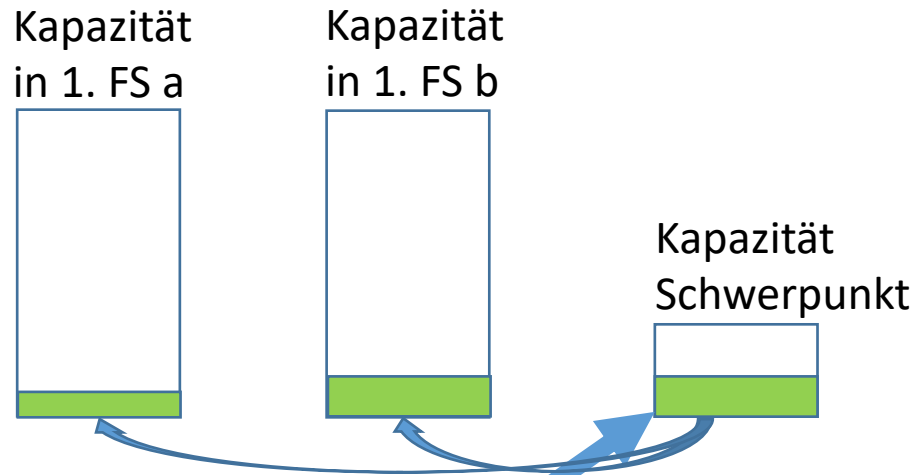 Kapazität
in 1. FS a
Kapazität
in 1. FS b
Kapazität
Schwerpunkt